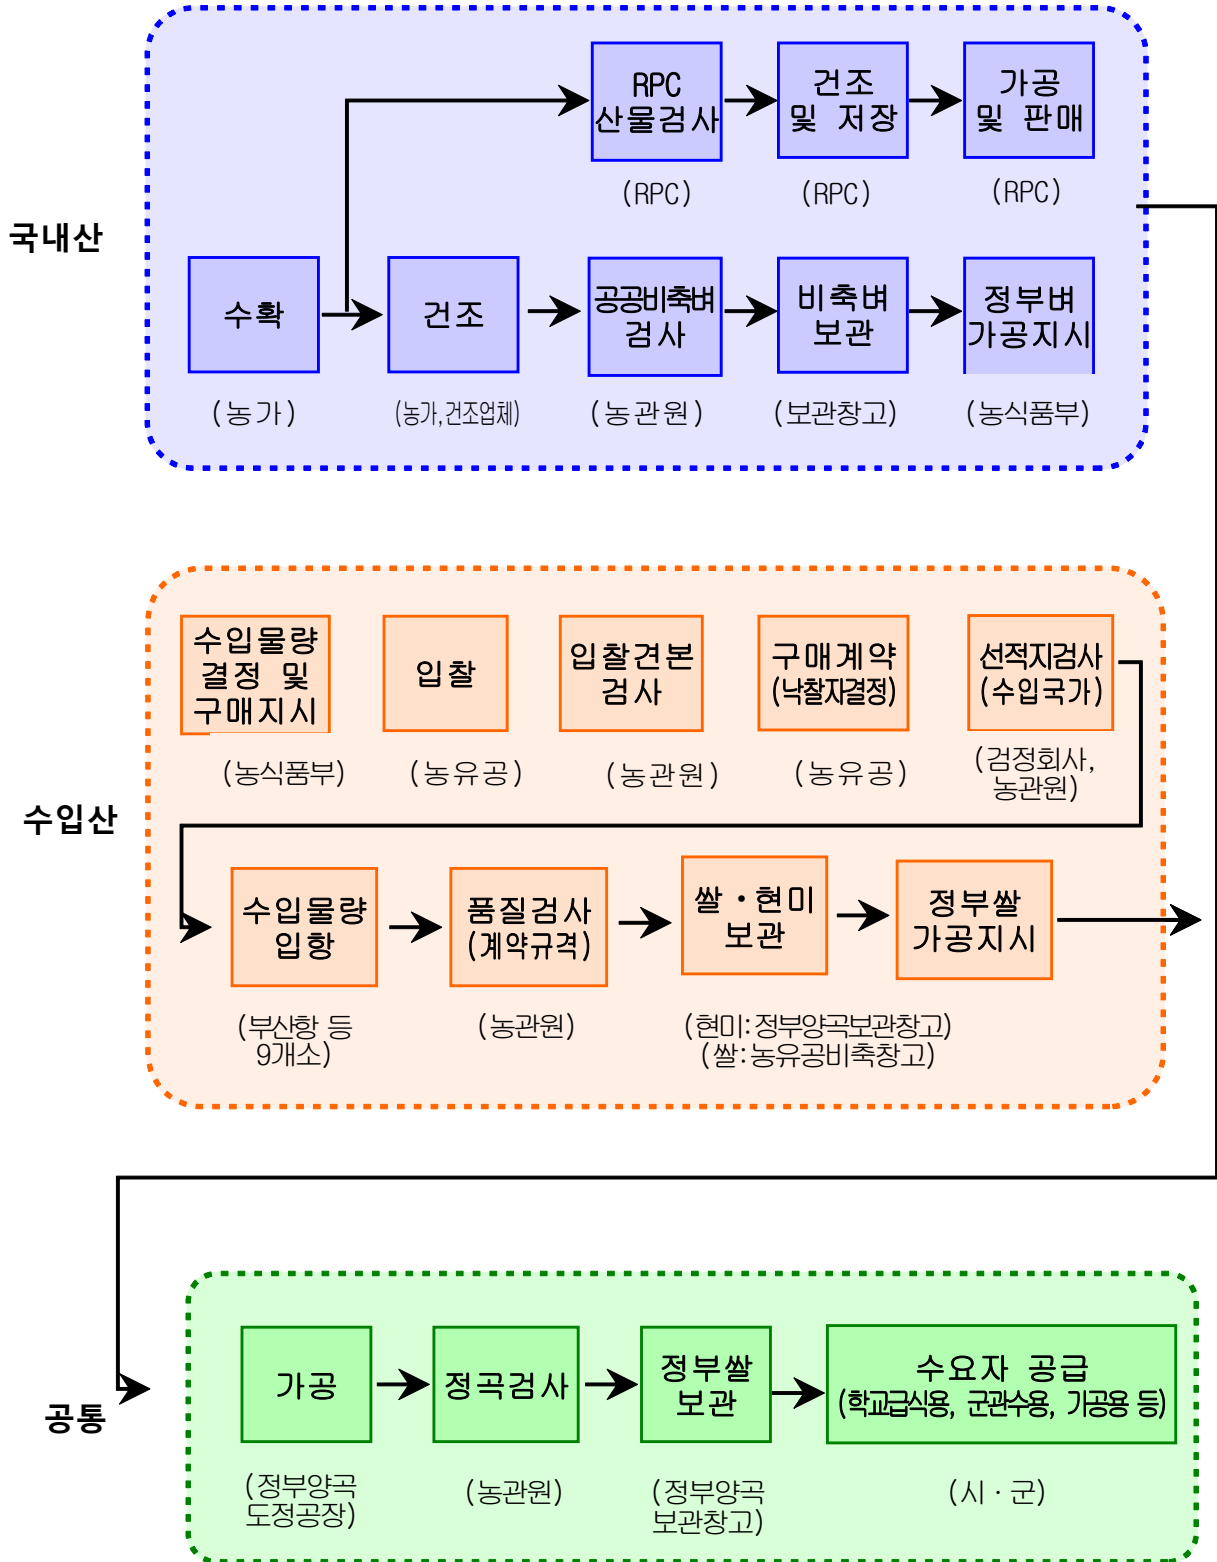 국내산
RPC
산물검사
(RPC)
건조
및 저장
(RPC)
가공
및 판매
(RPC)
수확
(농가)
건조
(농가,건조업체)
공공비축벼
검사
(농관원)
비축벼
보관
(보관창고)
정부벼
가공지시
(농식품부)
수입산
수입물량
결정 및
구매지시
(농식품부)
입찰
(농유공)
입찰견본
검사
(농관원)
구매계약
(낙찰자결정)
(농유공)
선적지검사
(수입국가)
(검정회사,
농관원)
수입물량
입항
(부산항 등
9개소)
품질검사
(계약규격)
(농관원)
쌀·현미
보관
(현미:정부양곡보관창고)
(쌀:농유공비축창고)
정부쌀
가공지시
공통
가공
(정부양곡
도정공장)
정곡검사
(농관원)
정부쌀
보관
(정부양곡
보관창고)
수요자 공급
(학교급식용, 군관수용, 가공용 등)
(시·군)